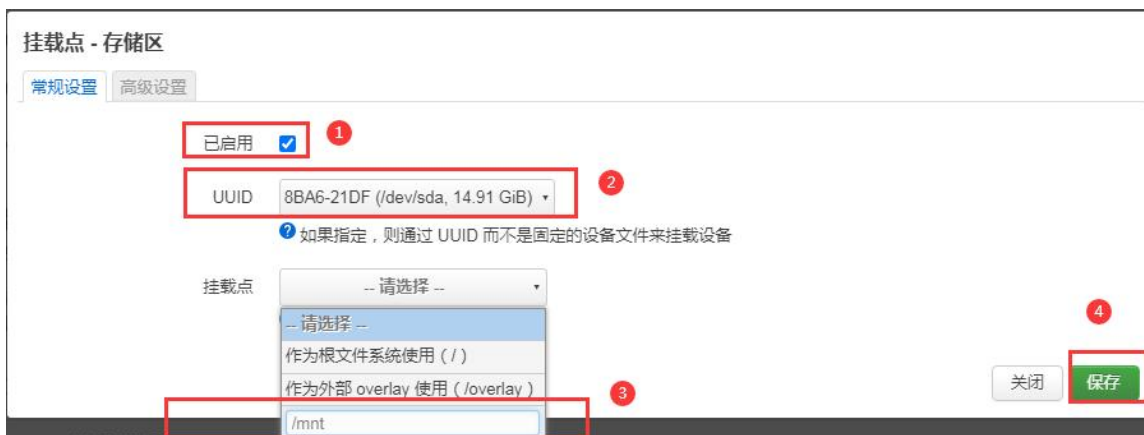 挂载点 - 存储区
常规设置 高级设置
已启用 1
UUID 8BA6-21DF (/dev/sda, 14.91 GiB) 2
如果指定，则通过 UUID 而不是固定的设备文件来挂载设备
挂载点 -- 请选择 --
-- 请选择 --
作为根文件系统使用（/）
作为外部 overlay 使用（/overlay）
/mnt
3
4
关闭 保存